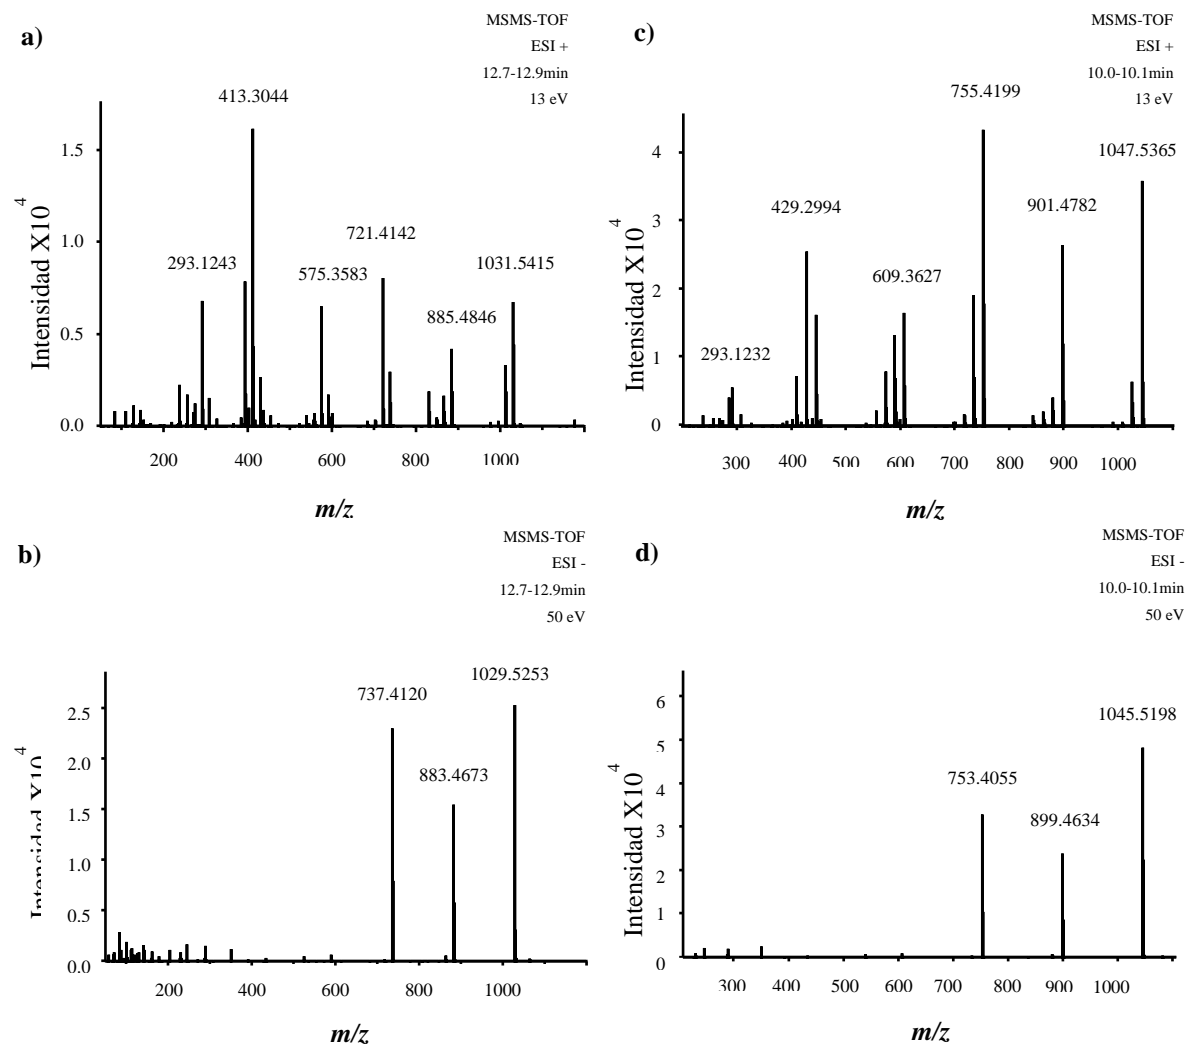 a)
MSMS-TOF
ESI +
12.7-12.9min
13 eV
413.3044
293.1243
575.3583
721.4142
885.4846
1031.5415
1.5
1.0
0.5
0.0
Intensidad X10 4
200 400 600 800 1000
m/z
c)
MSMS-TOF
ESI +
10.0-10.1min
13 eV
755.4199
1047.5365
429.2994
901.4782
609.3627
293.1232
4
3
2
1
0
Intensidad X10 4
300 400 500 600 700 800 900 1000
m/z
b)
MSMS-TOF
ESI -
12.7-12.9min
50 eV
1029.5253
737.4120
883.4673
2.5
2.0
1.5
1.0
0.5
0.0
Intensidad X10 4
200 400 600 800 1000
m/z
d)
MSMS-TOF
ESI -
10.0-10.1min
50 eV
1045.5198
753.4055
899.4634
6
5
4
3
2
1
0
Intensidad X10 4
300 400 500 600 700 800 900 1000
m/z